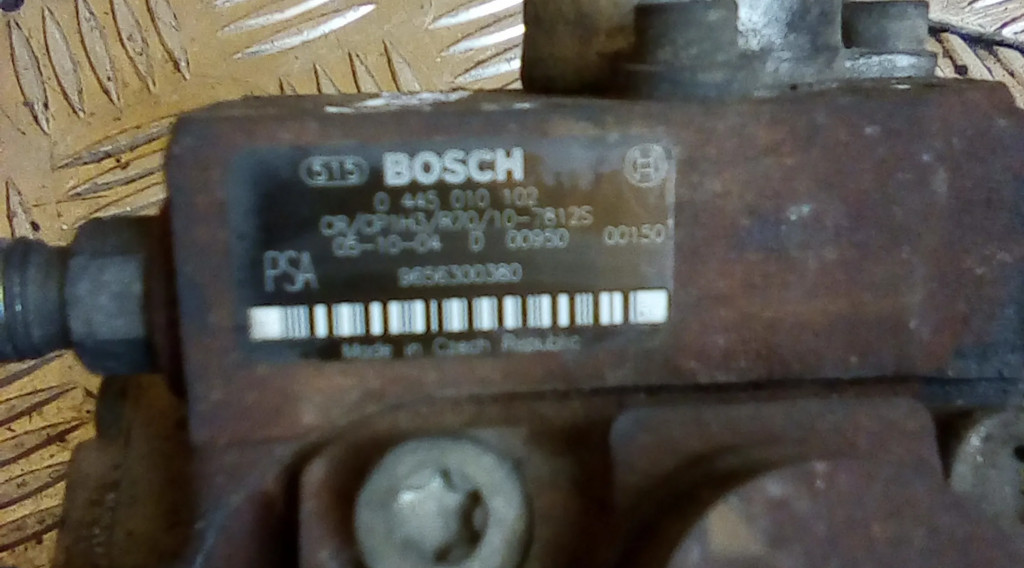 515 BOSCH
0 445 010 102
CR/CP1H3/R70/10-7812S
05-10-04 D 00950 00150
PSA 9656300380
Made in Czech Republic